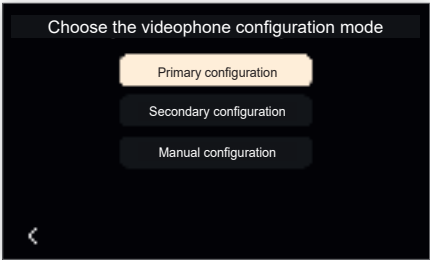 Choose the videophone configuration mode
Primary configuration
Secondary configuration
Manual configuration